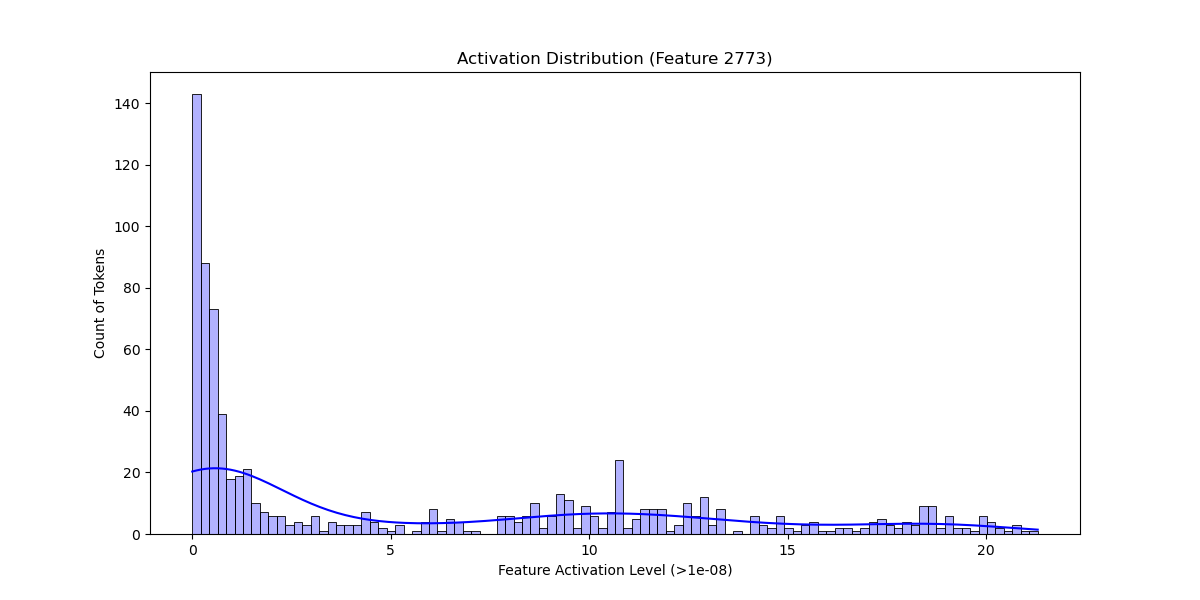 Activation Distribution (Feature 2773)
Count of Tokens
140
120
100
80
60
40
20
0
0 5 10 15 20
Feature Activation Level (>1e-08)